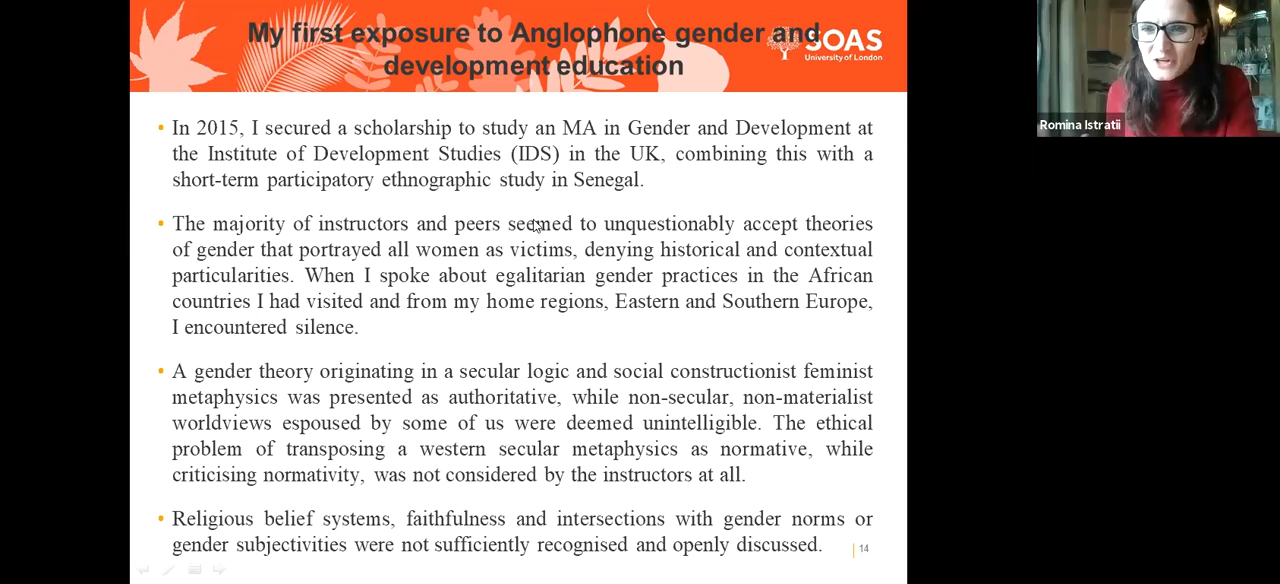 My first exposure to Anglophone gender and
development education
SOAS
University of London
Romina Istratii
• In 2015, I secured a scholarship to study an MA in Gender and Development at
the Institute of Development Studies (IDS) in the UK, combining this with a
short-term participatory ethnographic study in Senegal.
• The majority of instructors and peers seemed to unquestionably accept theories
of gender that portrayed all women as victims, denying historical and contextual
particularities. When I spoke about egalitarian gender practices in the African
countries I had visited and from my home regions, Eastern and Southern Europe,
I encountered silence.
• A gender theory originating in a secular logic and social constructionist feminist
metaphysics was presented as authoritative, while non-secular, non-materialist
worldviews espoused by some of us were deemed unintelligible. The ethical
problem of transposing a western secular metaphysics as normative, while
criticising normativity, was not considered by the instructors at all.
• Religious belief systems, faithfulness and intersections with gender norms or
gender subjectivities were not sufficiently recognised and openly discussed.
14